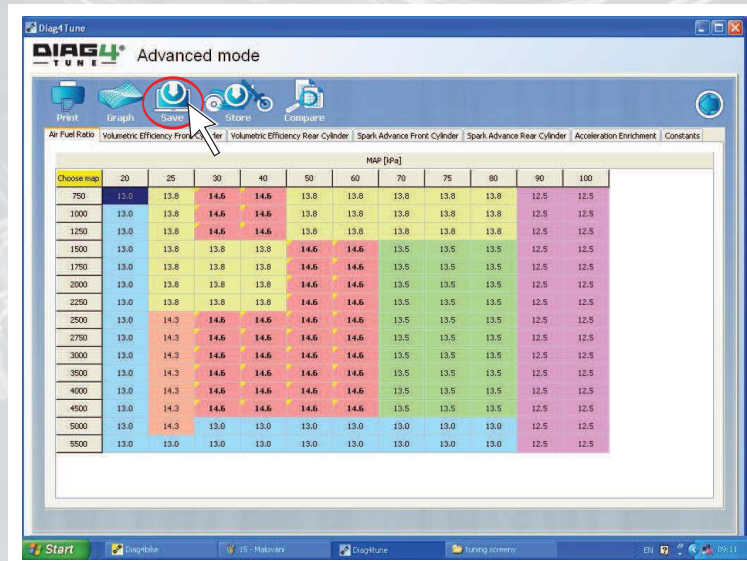 Diag4Tune
DIAG4® TUNE Advanced mode
Print Graph Save Store Compare
Air Fuel Ratio Volumetric Efficiency Front Cylinder Volumetric Efficiency Rear Cylinder Spark Advance Front Cylinder Spark Advance Rear Cylinder Acceleration Enrichment Constants
MAP [kPa]
Choose map 20 25 30 40 50 60 70 75 80 90 100
750 13.0 13.8 14.6 14.6 13.8 13.8 13.8 13.8 13.8 12.5 12.5
1000 13.0 13.8 14.6 14.6 13.8 13.8 13.8 13.8 13.8 12.5 12.5
1250 13.0 13.8 14.6 14.6 13.8 13.8 13.8 13.8 13.8 12.5 12.5
1500 13.0 13.8 13.8 13.8 14.6 14.6 13.5 13.5 13.5 12.5 12.5
1750 13.0 13.8 13.8 13.8 14.6 14.6 13.5 13.5 13.5 12.5 12.5
2000 13.0 13.8 13.8 13.8 14.6 14.6 13.5 13.5 13.5 12.5 12.5
2250 13.0 13.8 13.8 13.8 14.6 14.6 13.5 13.5 13.5 12.5 12.5
2500 13.0 14.3 14.6 14.6 14.6 14.6 13.5 13.5 13.5 12.5 12.5
2750 13.0 14.3 14.6 14.6 14.6 14.6 13.5 13.5 13.5 12.5 12.5
3000 13.0 14.3 14.6 14.6 14.6 14.6 13.5 13.5 13.5 12.5 12.5
3500 13.0 14.3 14.6 14.6 14.6 14.6 13.5 13.5 13.5 12.5 12.5
4000 13.0 14.3 14.6 14.6 14.6 14.6 13.5 13.5 13.5 12.5 12.5
4500 13.0 14.3 14.6 14.6 14.6 14.6 13.5 13.5 13.5 12.5 12.5
5000 13.0 14.3 13.0 13.0 13.0 13.0 13.0 13.0 13.0 12.5 12.5
5500 13.0 13.0 13.0 13.0 13.0 13.0 13.0 13.0 13.0 12.5 12.5
Start Diag4bike 15 - Malování Diag4tune tuning screeny EN 09:11